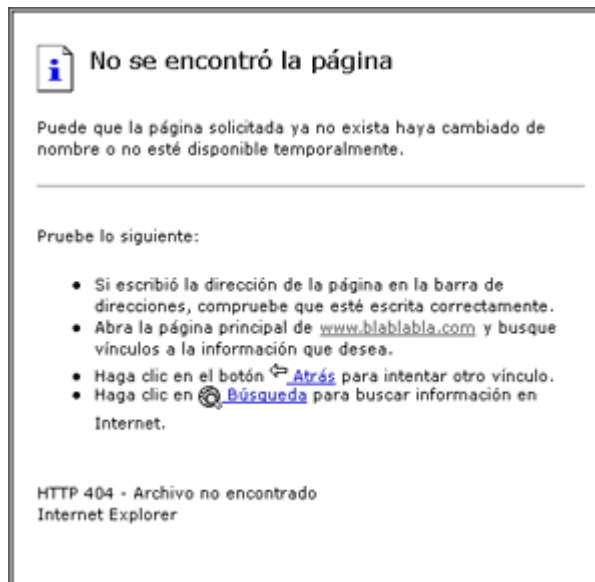 No se encontró la página
Puede que la página solicitada ya no exista haya cambiado de
nombre o no esté disponible temporalmente.
Pruebe lo siguiente:
Si escribió la dirección de la página en la barra de
direcciones, compruebe que esté escrita correctamente.
Abra la página principal de www.blablabla.com y busque
vínculos a la información que desea.
Haga clic en el botón Atrás para intentar otro vínculo.
Haga clic en Búsqueda para buscar información en
Internet.
HTTP 404 - Archivo no encontrado
Internet Explorer